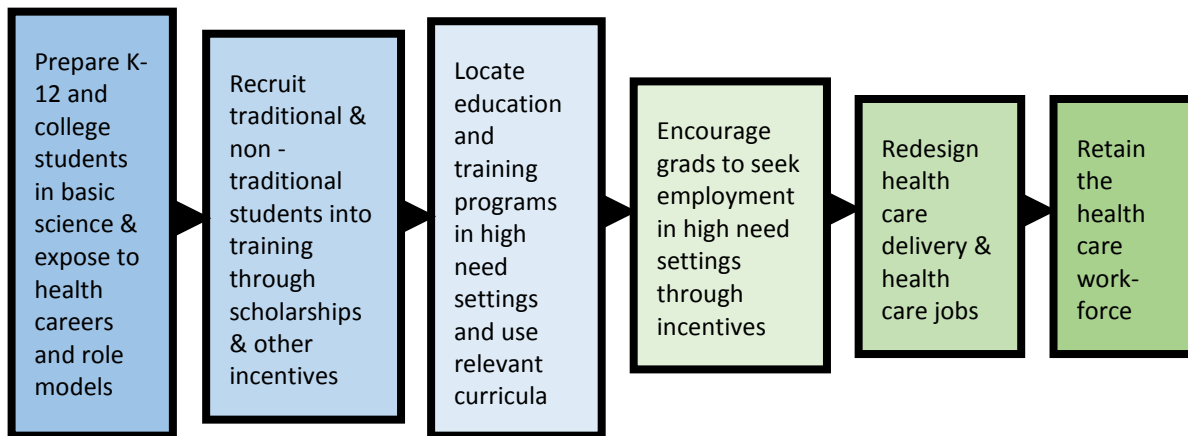 Prepare K-
12 and
college
students
in basic
science &
expose to
health
careers
and role
models
Recruit
traditional &
non -
traditional
students into
training
through
scholarships
& other
incentives
Locate
education
and
training
programs
in high
need
settings
and use
relevant
curricula
Encourage
grads to seek
employment
in high need
settings
through
incentives
Redesign
health
care
delivery &
health
care jobs
Retain
the
health
care
work-
force